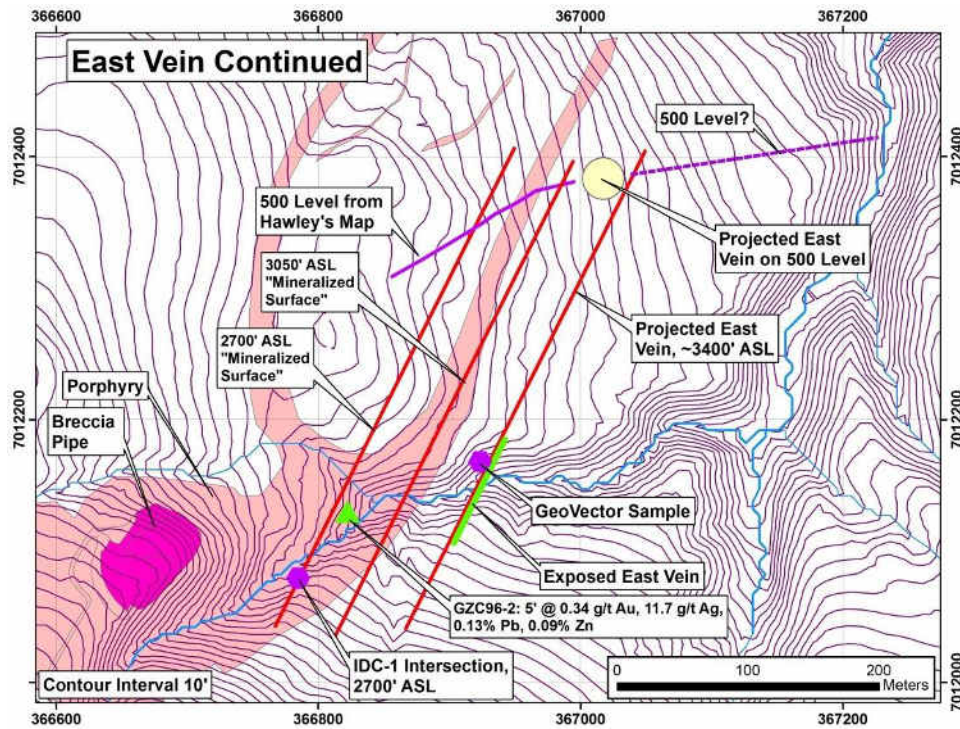 366600 366800 367000 367200
East Vein Continued
500 Level?
7012400 7012400
500 Level from
Hawley's Map
Projected East
Vein on 500 Level
3050' ASL
"Mineralized
Surface"
2700' ASL
"Mineralized
Surface"
Projected East
Vein, ~3400' ASL
Porphyry
Breccia
Pipe
7012200 7012200
GeoVector Sample
Exposed East Vein
GZC96-2: 5' @ 0.34 g/t Au, 11.7 g/t Ag,
0.13% Pb, 0.09% Zn
IDC-1 Intersection,
2700' ASL
Contour Interval 10'
0 100 200
Meters
7012000 7012000
366600 366800 367000 367200